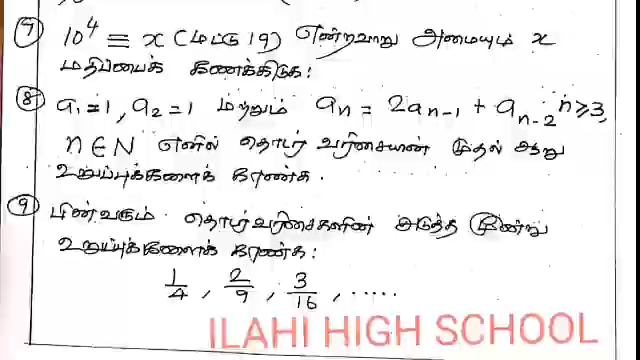 7 10⁴ ≡ x (மட்டு 19) என்றவாறு அமையும் x
மதிப்பைக் கணக்கிடுக:
8 a₁=1, a₂=1 மற்றும் aₙ = 2aₙ₋₁ + aₙ₋₂ n≥3,
n ∈ N எனில் தொடர் வரிசையின் முதல் ஆறு
உறுப்புக்களைக் காண்க.
9 பின்வரும் தொடர்வரிசைகளின் அடுத்த மூன்று
உறுப்புக்களைக் காண்க:
1/4, 2/9, 3/16, .....
ILAHI HIGH SCHOOL